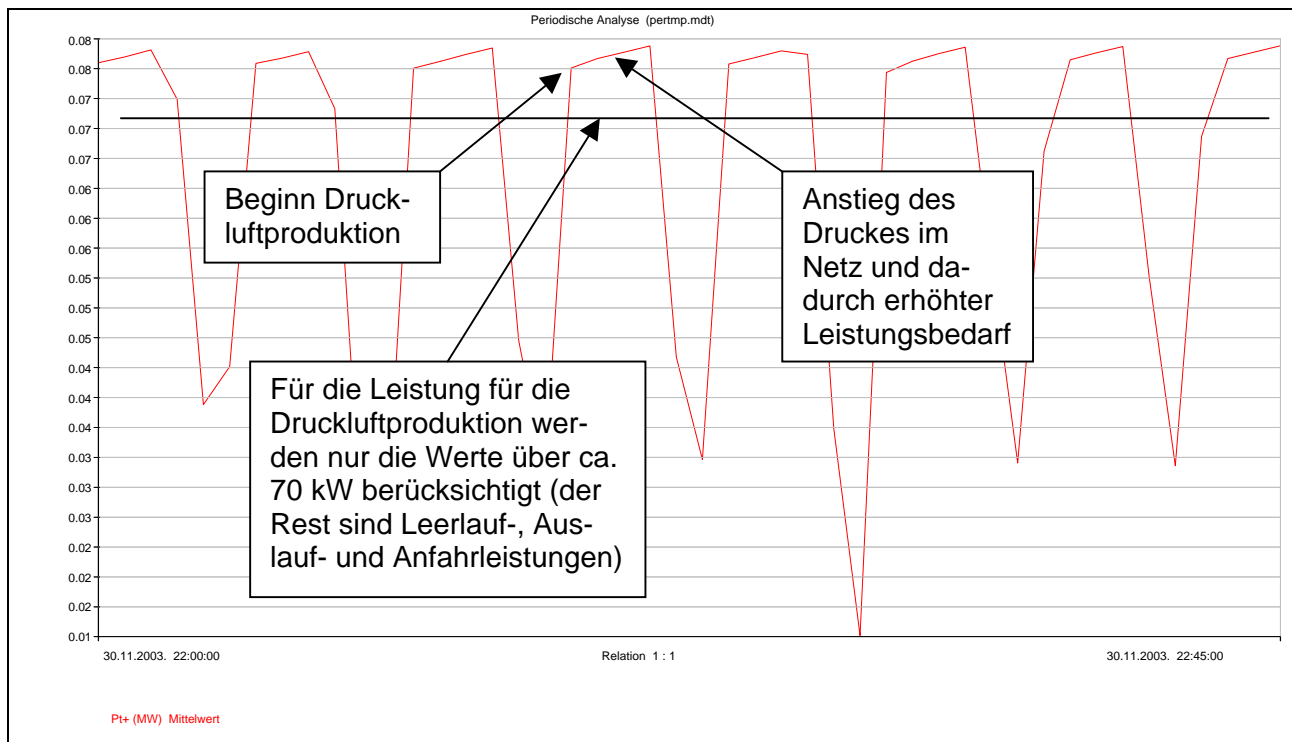 Periodische Analyse (pertmp.mdt)
0.08
0.08
0.07
0.07
0.07
0.06
0.06
0.06
0.05
0.05
0.05
0.04
0.04
0.04
0.03
0.03
0.03
0.02
0.02
0.02
0.01
Beginn Druck-
luftproduktion
Anstieg des
Druckes im
Netz und da-
durch erhöhter
Leistungsbedarf
Für die Leistung für die
Druckluftproduktion wer-
den nur die Werte über ca.
70 kW berücksichtigt (der
Rest sind Leerlauf-, Aus-
lauf- und Anfahrleistungen)
30.11.2003. 22:00:00
Relation 1 : 1
30.11.2003. 22:45:00
Pt+ (MW) Mittelwert